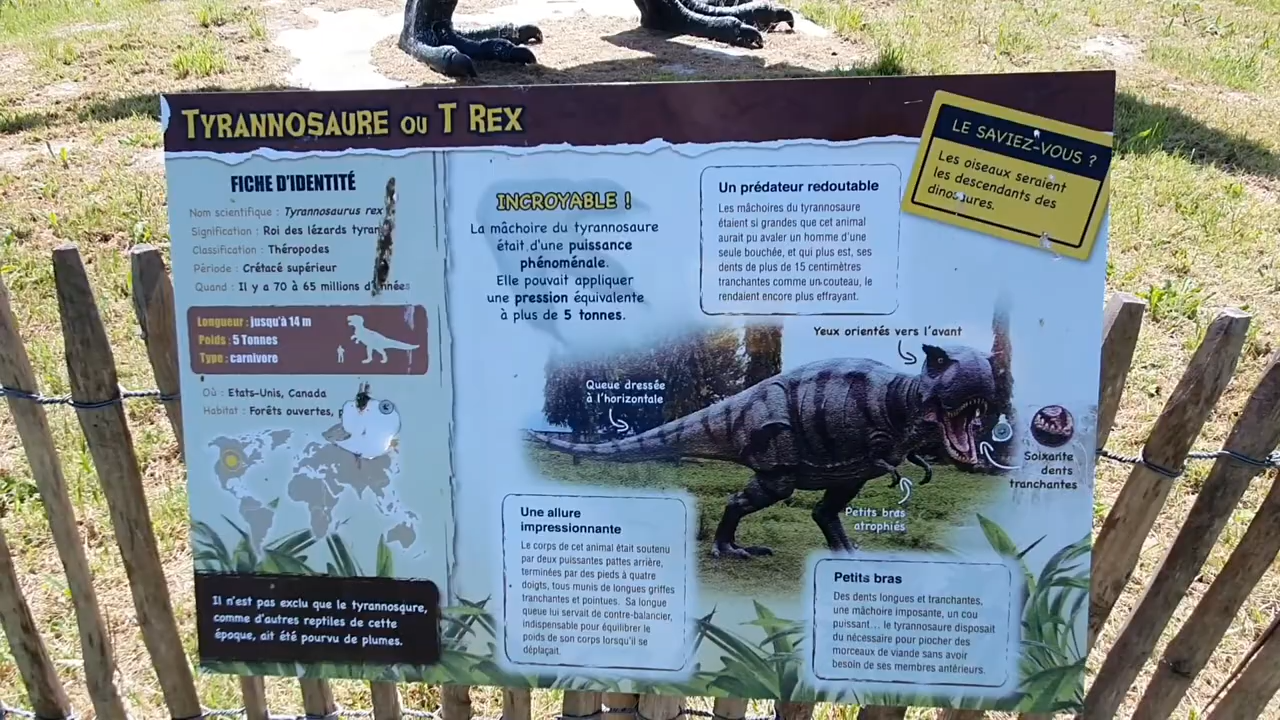 TYRANNOSAURE OU T REX
FICHE D'IDENTITÉ
Nom scientifique : Tyrannosaurus rex
Signification : Roi des lézards
Classification : Théropodes
Période : Crétacé supérieur
Quand : Il y a 70 à 65 millions
Longueur : jusqu'à 14 m
Poids : 5 Tonnes
Type : carnivore
Où : Etats-Unis, Canada
Habitat : Forêts ouvertes,
Il n'est pas exclu que le tyrannosaure,
comme d'autres reptiles de cette
époque, ait été pourvu de plumes.
INCROYABLE !
La mâchoire du tyrannosaure
était d'une puissance
phénoménale.
Elle pouvait appliquer
une pression équivalente
à plus de 5 tonnes.
Un prédateur redoutable
Les mâchoires du tyrannosaure
étaient si grandes que cet animal
aurait pu avaler un homme d'une
seule bouchée, et qui plus est, ses
dents de plus de 15 centimètres
tranchantes comme un couteau, le
rendaient encore plus effrayant.
LE SAVIEZ-VOUS ?
Les oiseaux seraient
les descendants des
dinosaures.
Yeux orientés vers l'avant
Queue dressée
à l'horizontale
Soixante
dents
tranchantes
Petits bras
atrophiés
Une allure
impressionnante
Le corps de cet animal était soutenu
par deux puissantes pattes arrière,
terminées par des pieds à quatre
doigts, tous munis de longues griffes
tranchantes et pointues. Sa longue
queue lui servait de contre-balancier,
indispensable pour équilibrer le
poids de son corps lorsqu'il se
déplaçait.
Petits bras
Des dents longues et tranchantes,
une mâchoire imposante, un cou
puissant... le tyrannosaure disposait
du nécessaire pour piocher des
morceaux de viande sans avoir
besoin de ses membres antérieurs.